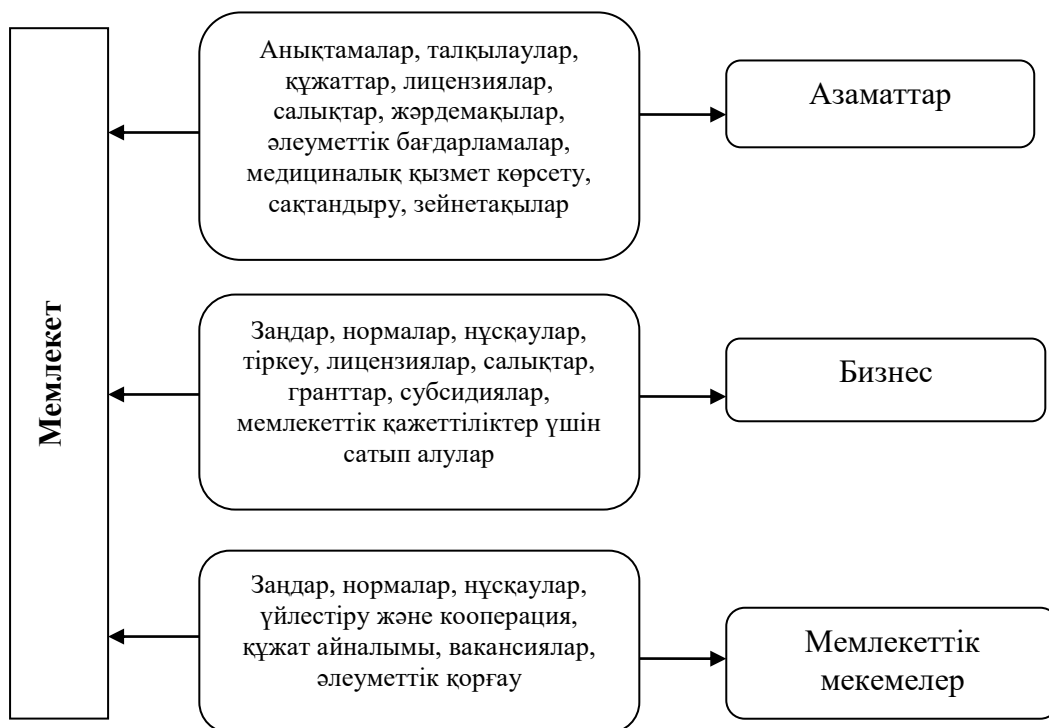 Мемлекет
Анықтамалар, талқылаулар,
құжаттар, лицензиялар,
салықтар, жәрдемақылар,
әлеуметтік бағдарламалар,
медициналық қызмет көрсету,
сақтандыру, зейнетақылар
Азаматтар
Заңдар, нормалар, нұсқаулар,
тіркеу, лицензиялар, салықтар,
гранттар, субсидиялар,
мемлекеттік қажеттіліктер үшін
сатып алулар
Бизнес
Заңдар, нормалар, нұсқаулар,
үйлестіру және кооперация,
құжат айналымы, вакансиялар,
әлеуметтік қорғау
Мемлекеттік
мекемелер